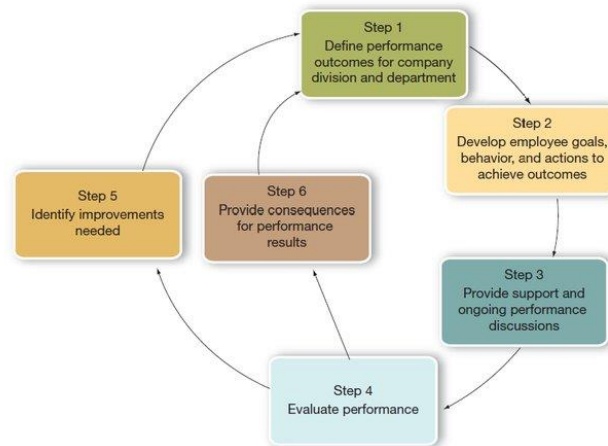 Step 1
Define performance
outcomes for company
division and department
Step 2
Develop employee goals,
behavior, and actions to
achieve outcomes
Step 3
Provide support and
ongoing performance
discussions
Step 4
Evaluate performance
Step 5
Identify improvements
needed
Step 6
Provide consequences
for performance
results